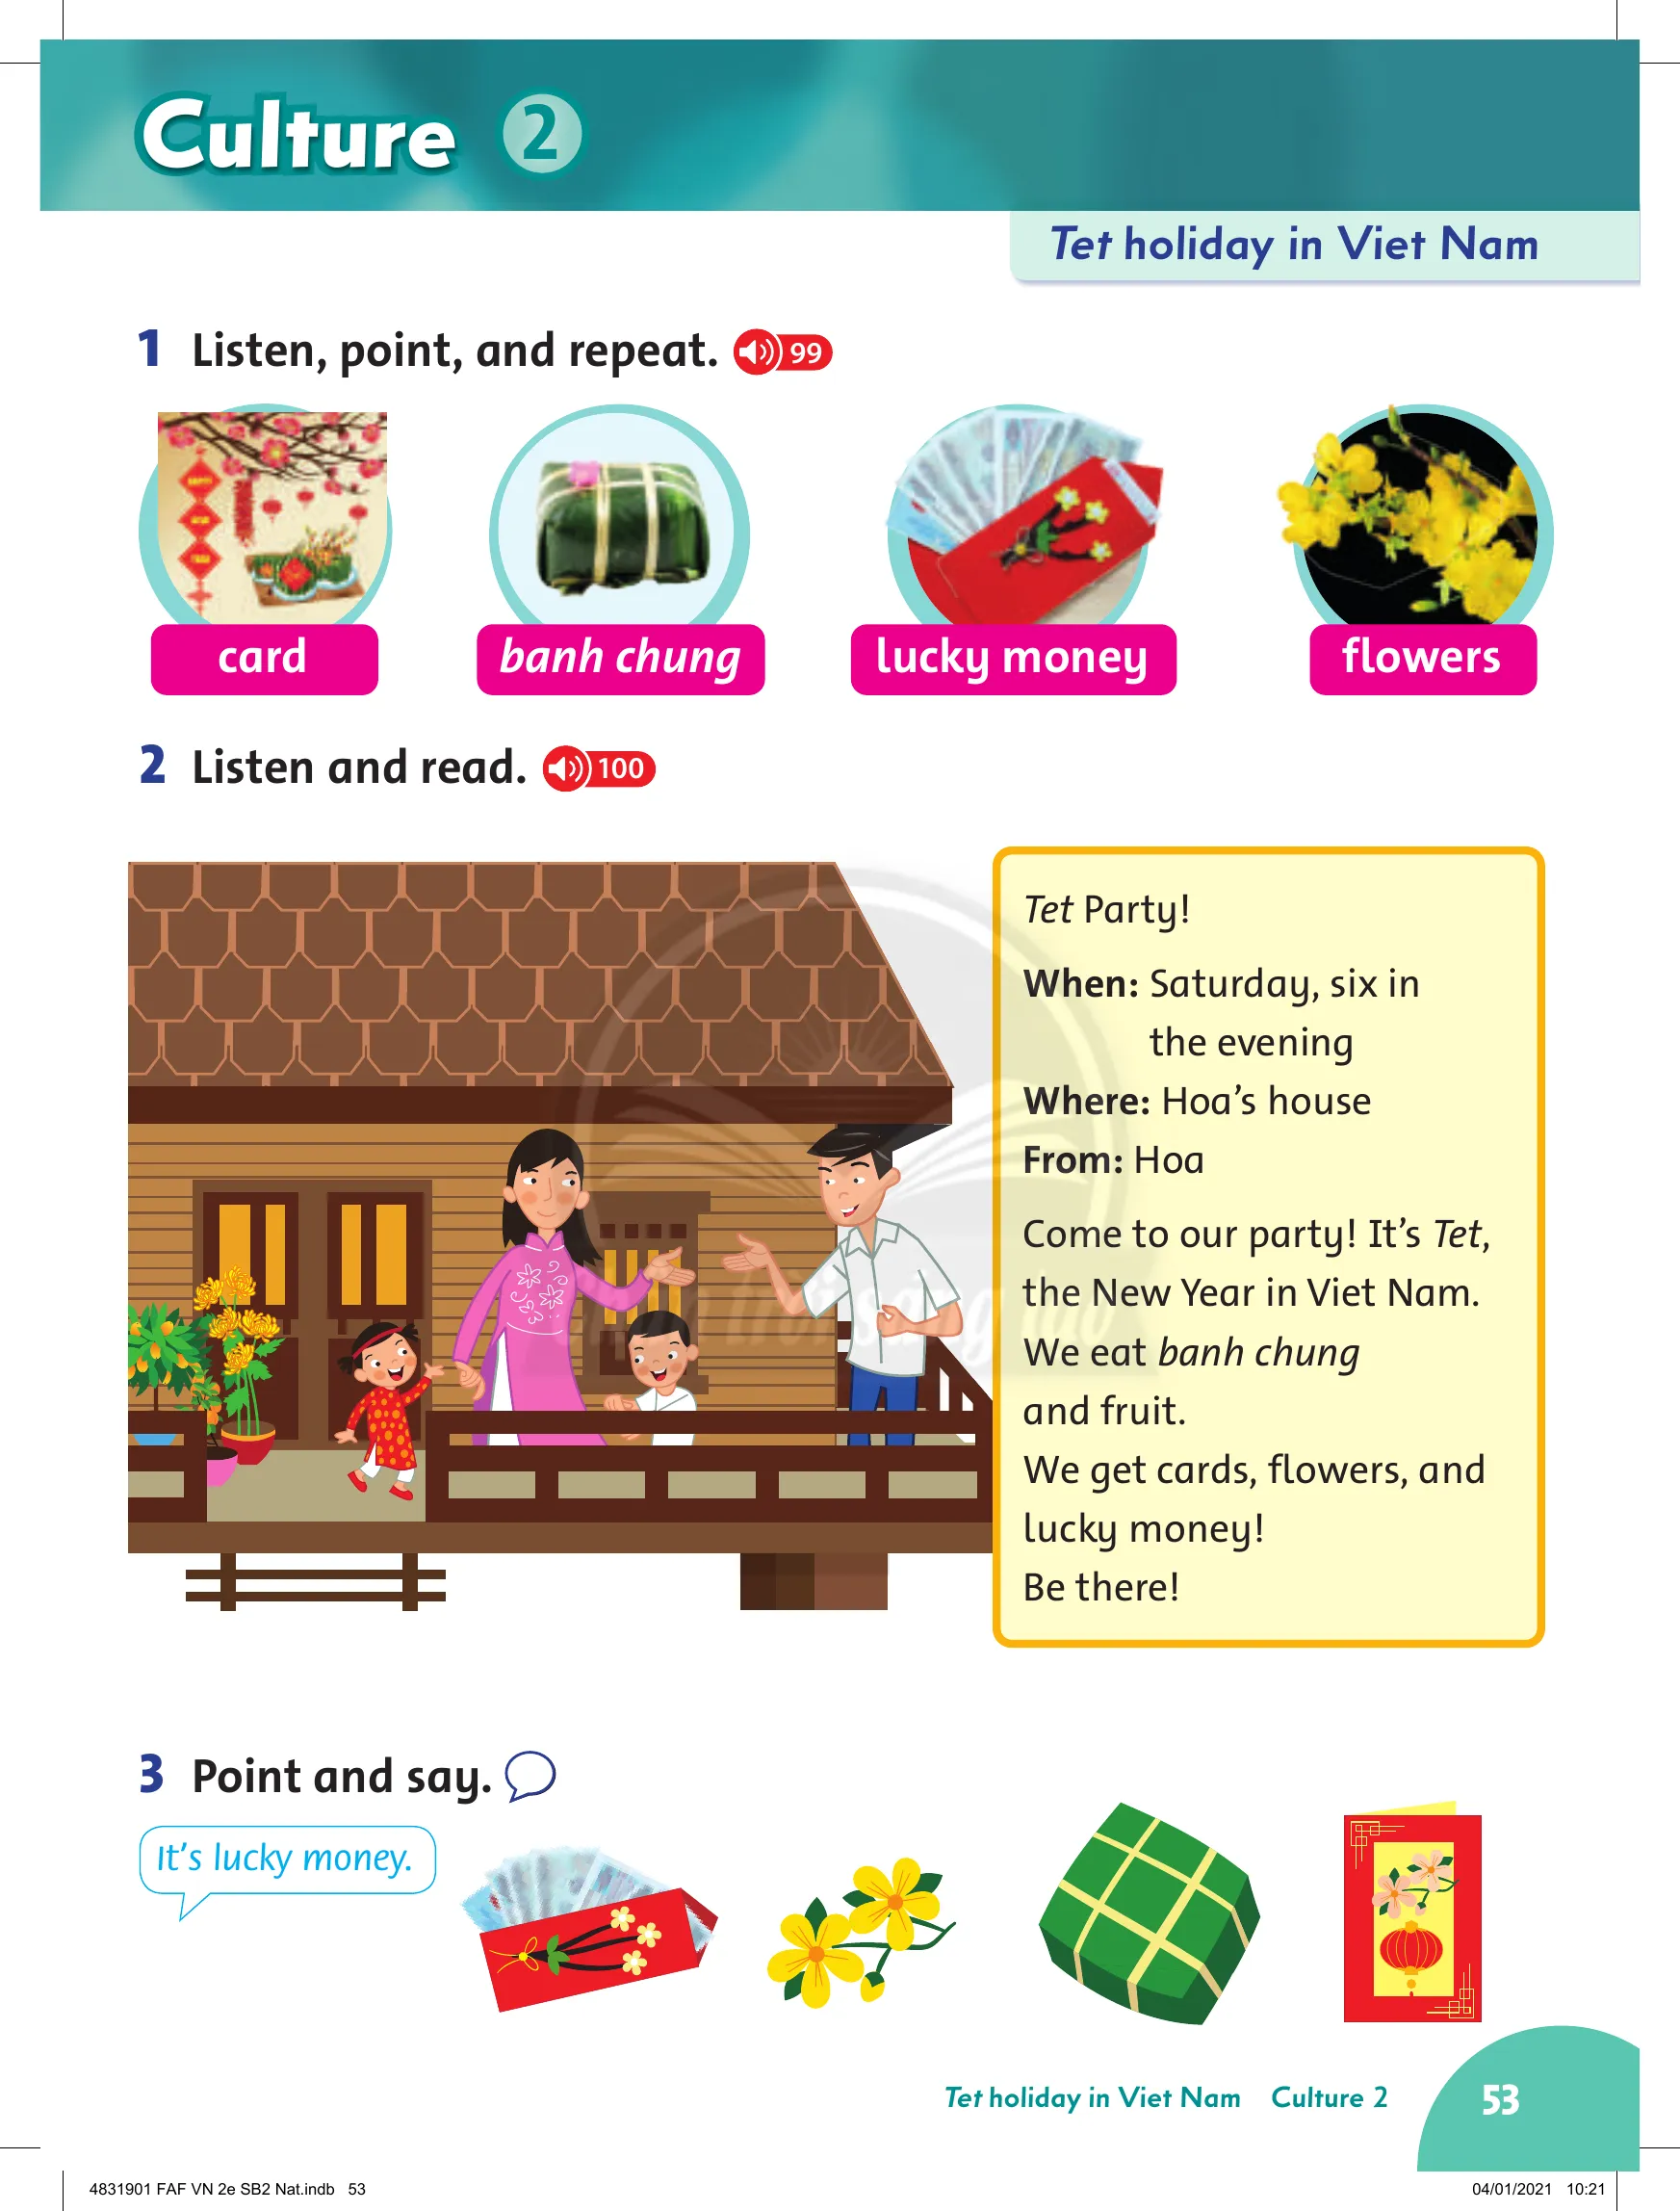 Culture 2
Tet holiday in Viet Nam
1 Listen, point, and repeat. 99
card
banh chung
lucky money
flowers
2 Listen and read. 100
Tet Party!
When: Saturday, six in
the evening
Where: Hoa's house
From: Hoa
Come to our party! It's Tet,
the New Year in Viet Nam.
We eat banh chung
and fruit.
We get cards, flowers, and
lucky money!
Be there!
3 Point and say.
It's lucky money.
Tet holiday in Viet Nam Culture 2
53
4831901 FAF VN 2e SB2 Nat.indb 53
04/01/2021 10:21